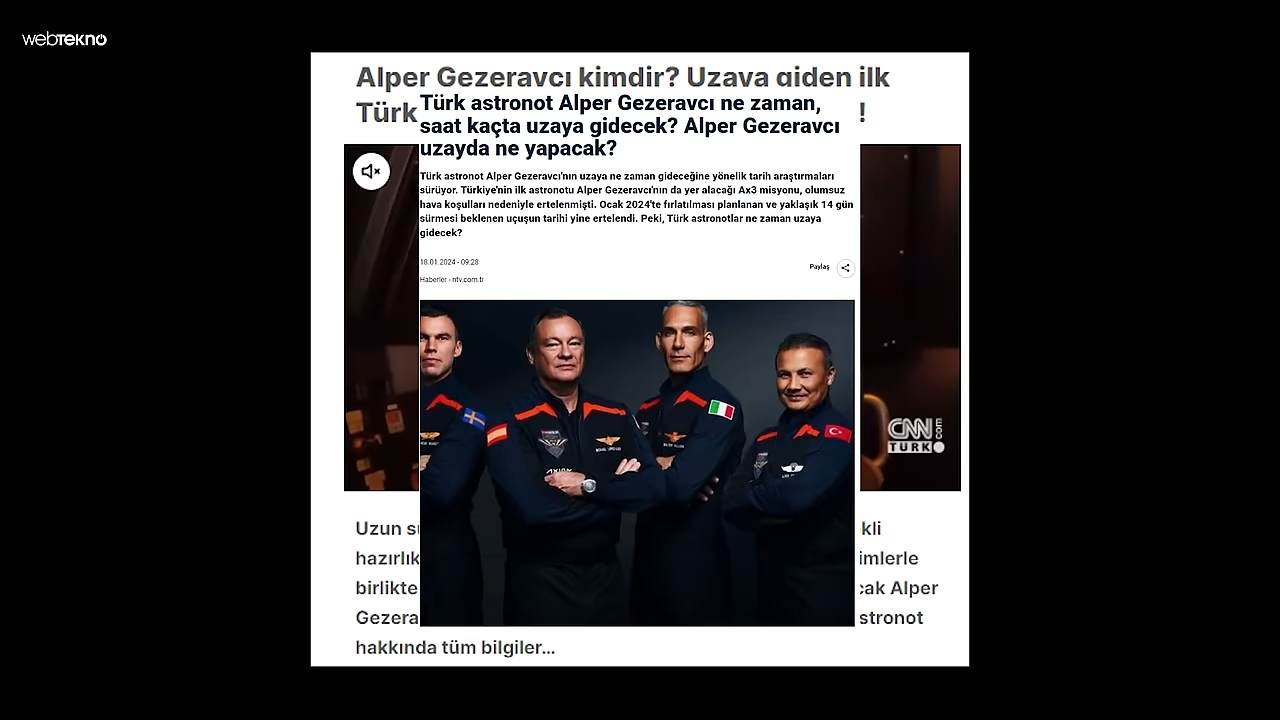 webTEKNO
Alper Gezeravcı kimdir? Uzaya giden ilk
Türk
!
Türk astronot Alper Gezeravcı ne zaman,
saat kaçta uzaya gidecek? Alper Gezeravcı
uzayda ne yapacak?
Türk astronot Alper Gezeravcı'nın uzaya ne zaman gideceğine yönelik tarih araştırmaları
sürüyor. Türkiye'nin ilk astronotu Alper Gezeravcı'nın da yer alacağı Ax3 misyonu, olumsuz
hava koşulları nedeniyle ertelenmişti. Ocak 2024'te fırlatılması planlanan ve yaklaşık 14 gün
sürmesi beklenen uçuşun tarihi yine ertelendi. Peki, Türk astronotlar ne zaman uzaya
gidecek?
18.01.2024 - 09:28
Paylaş
Haberler - ntv.com.tr
CNN
TÜRK
.com
Uzun s
kli
hazırlık
imlerle
birlikte
cak Alper
Gezera
stronot
hakkında tüm bilgiler...